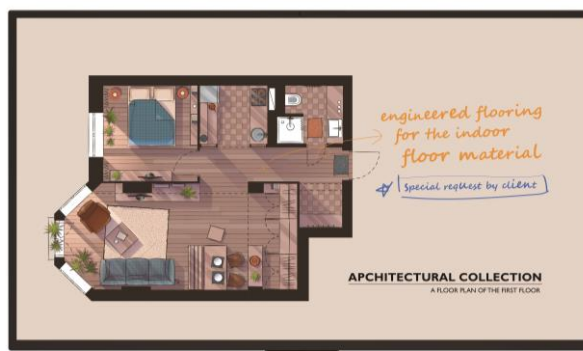 engineered flooring
for the indoor
floor material
Special request by client
APCHITECTURAL COLLECTION
A FLOOR PLAN OF THE FIRST FLOOR